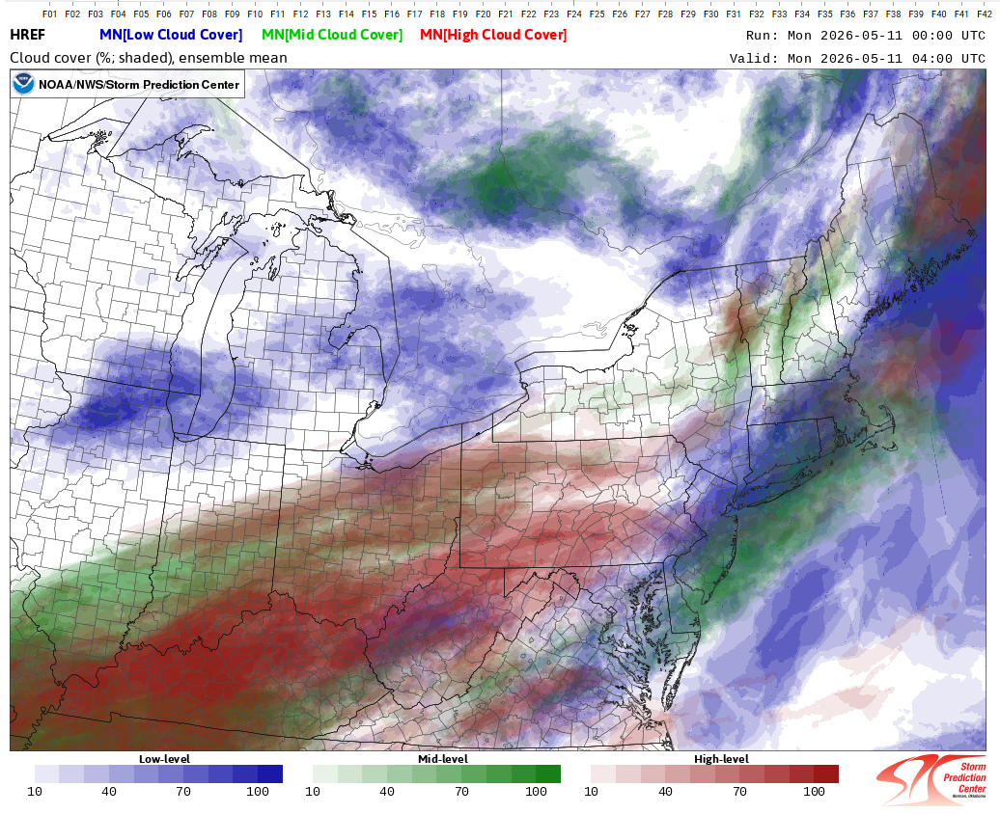 F01 F02 F03 F04 F05 F06 F07 F08 F09 F10 F11 F12 F13 F14 F15 F16 F17 F18 F19 F20 F21 F22 F23 F24 F25 F26 F27 F28 F29 F30 F31 F32 F33 F34 F35 F36 F37 F38 F39 F40 F41 F42
HREF MN[Low Cloud Cover] MN[Mid Cloud Cover] MN[High Cloud Cover] Run: Mon 2026-05-11 00:00 UTC
Cloud cover (%; shaded), ensemble mean Valid: Mon 2026-05-11 04:00 UTC
NOAA/NWS/Storm Prediction Center
Low-level Mid-level High-level
10 40 70 100 10 40 70 100 10 40 70 100
Storm
Prediction
Center
Norman, Oklahoma